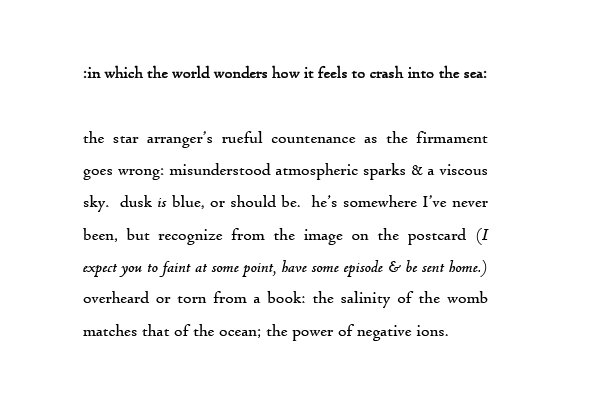 :in which the world wonders how it feels to crash into the sea:
the star arranger's rueful countenance as the firmament
goes wrong: misunderstood atmospheric sparks & a viscous
sky.  dusk is blue, or should be.  he's somewhere I've never
been, but recognize from the image on the postcard (I
expect you to faint at some point, have some episode & be sent home.)
overheard or torn from a book: the salinity of the womb
matches that of the ocean; the power of negative ions.